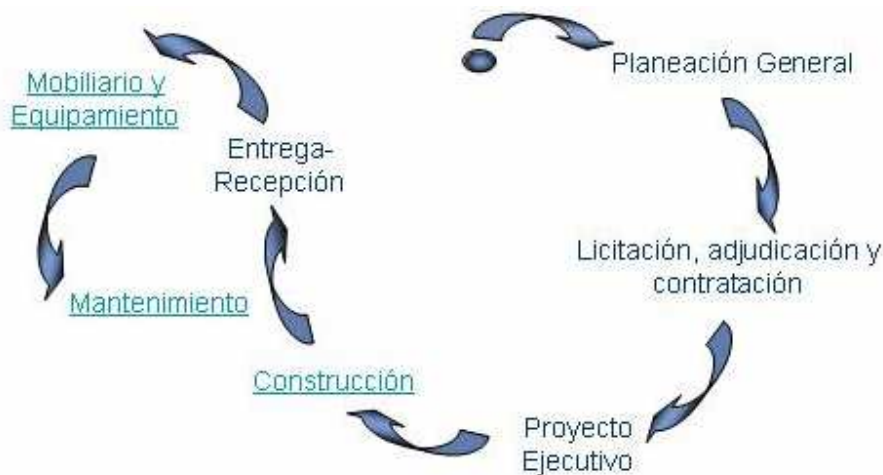 Planeación General
Licitación, adjudicación y
contratación
Proyecto
Ejecutivo
Construcción
Entrega-
Recepción
Mobiliario y
Equipamiento
Mantenimiento